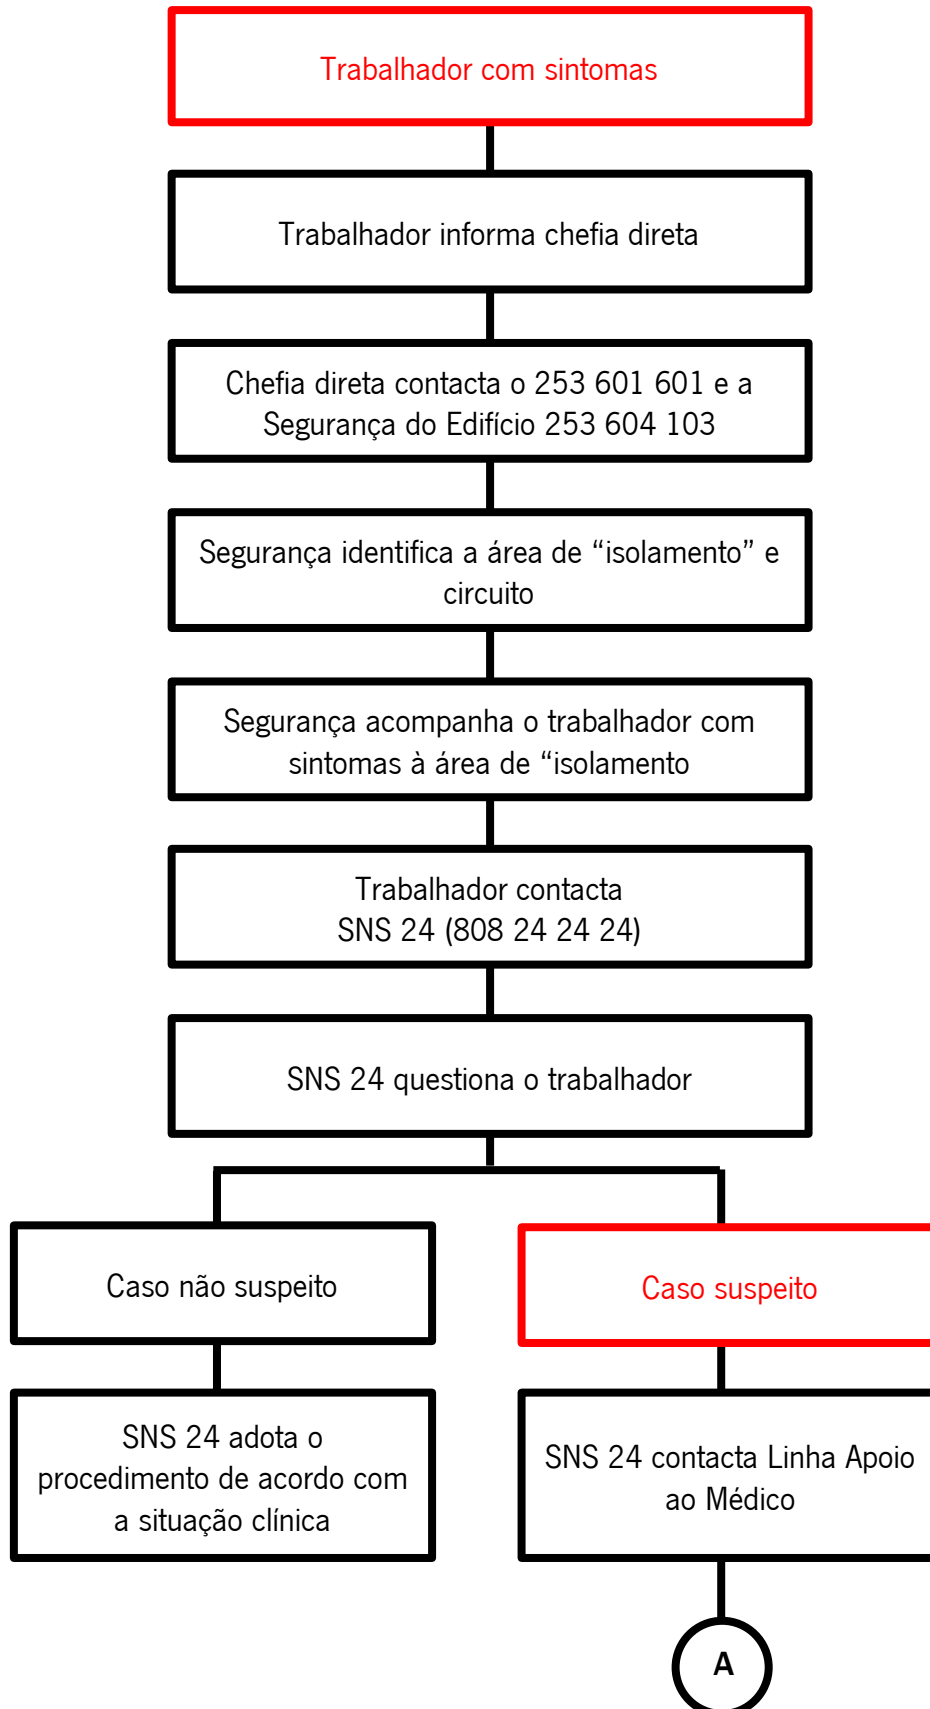 Trabalhador com sintomas
Trabalhador informa chefia direta
Chefia direta contacta o 253 601 601 e a
Segurança do Edifício 253 604 103
Segurança identifica a área de “isolamento” e
circuito
Segurança acompanha o trabalhador com
sintomas à área de “isolamento
Trabalhador contacta
SNS 24 (808 24 24 24)
SNS 24 questiona o trabalhador
Caso não suspeito
Caso suspeito
SNS 24 adota o
procedimento de acordo com
a situação clínica
SNS 24 contacta Linha Apoio
ao Médico
A